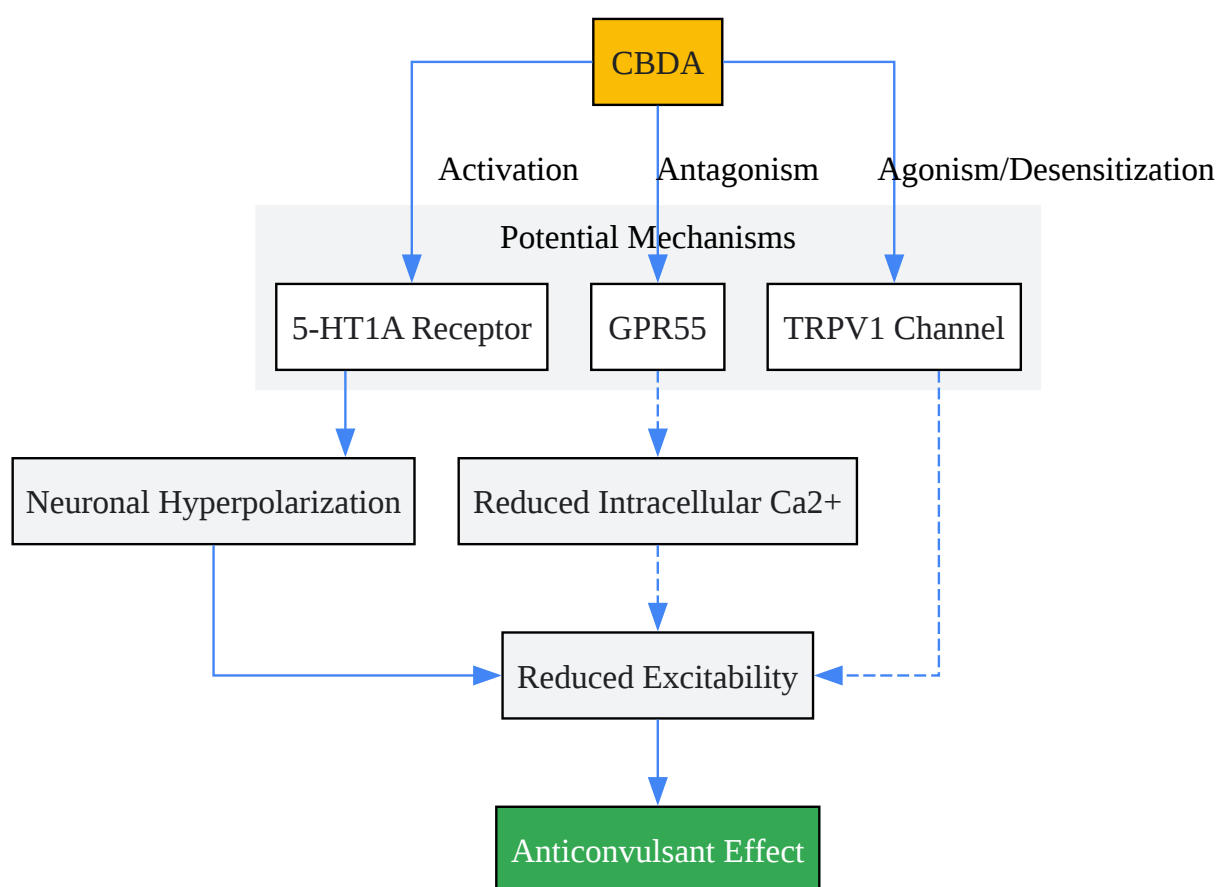 CBDA
Activation
Antagonism
Agonism/Desensitization
Potential Mechanisms
5-HT1A Receptor
GPR55
TRPV1 Channel
Neuronal Hyperpolarization
Reduced Intracellular Ca2+
Reduced Excitability
Anticonvulsant Effect